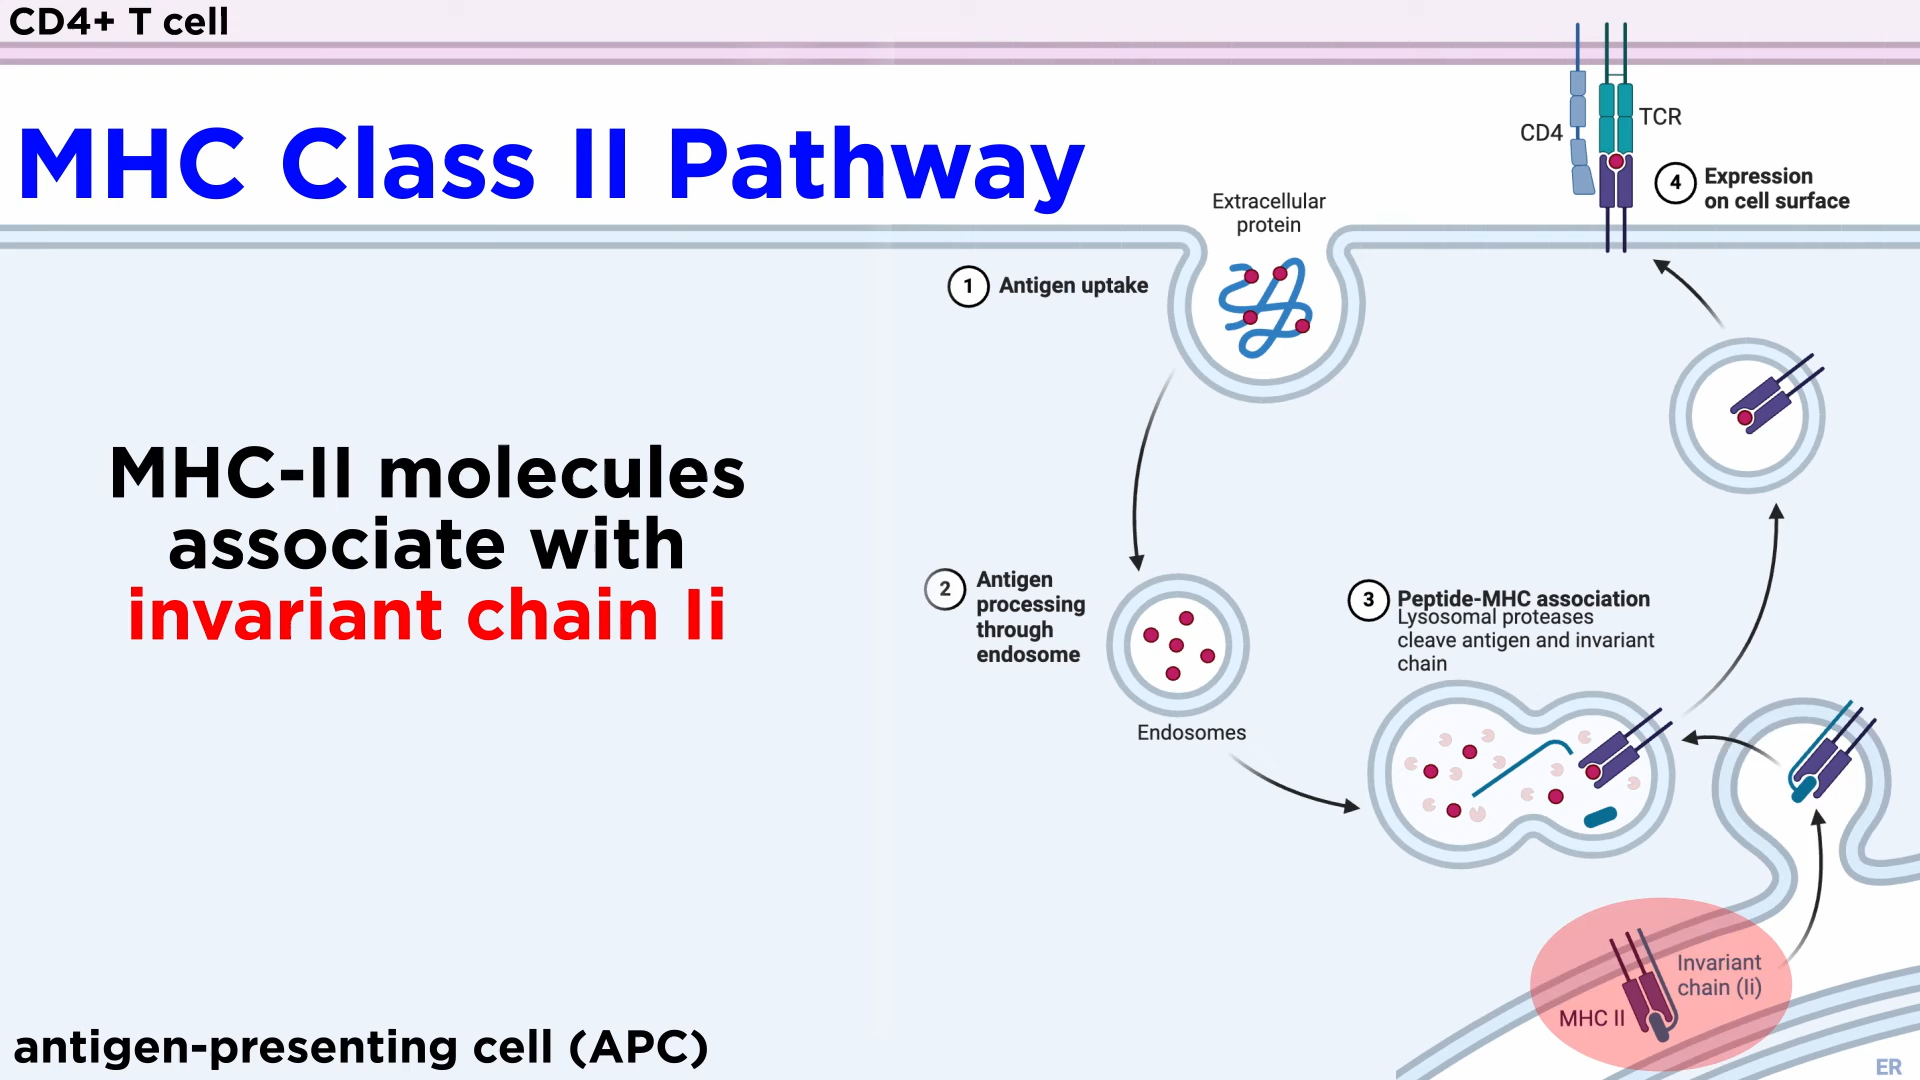 CD4+ T cell
MHC Class II Pathway
CD4
TCR
4
Expression
on cell surface
Extracellular
protein
1
Antigen uptake
MHC-II molecules
associate with
invariant chain Ii
2
Antigen
processing
through
endosome
Endosomes
3
Peptide-MHC association
Lysosomal proteases
cleave antigen and invariant
chain
Invariant
chain (Ii)
MHC II
antigen-presenting cell (APC)
ER